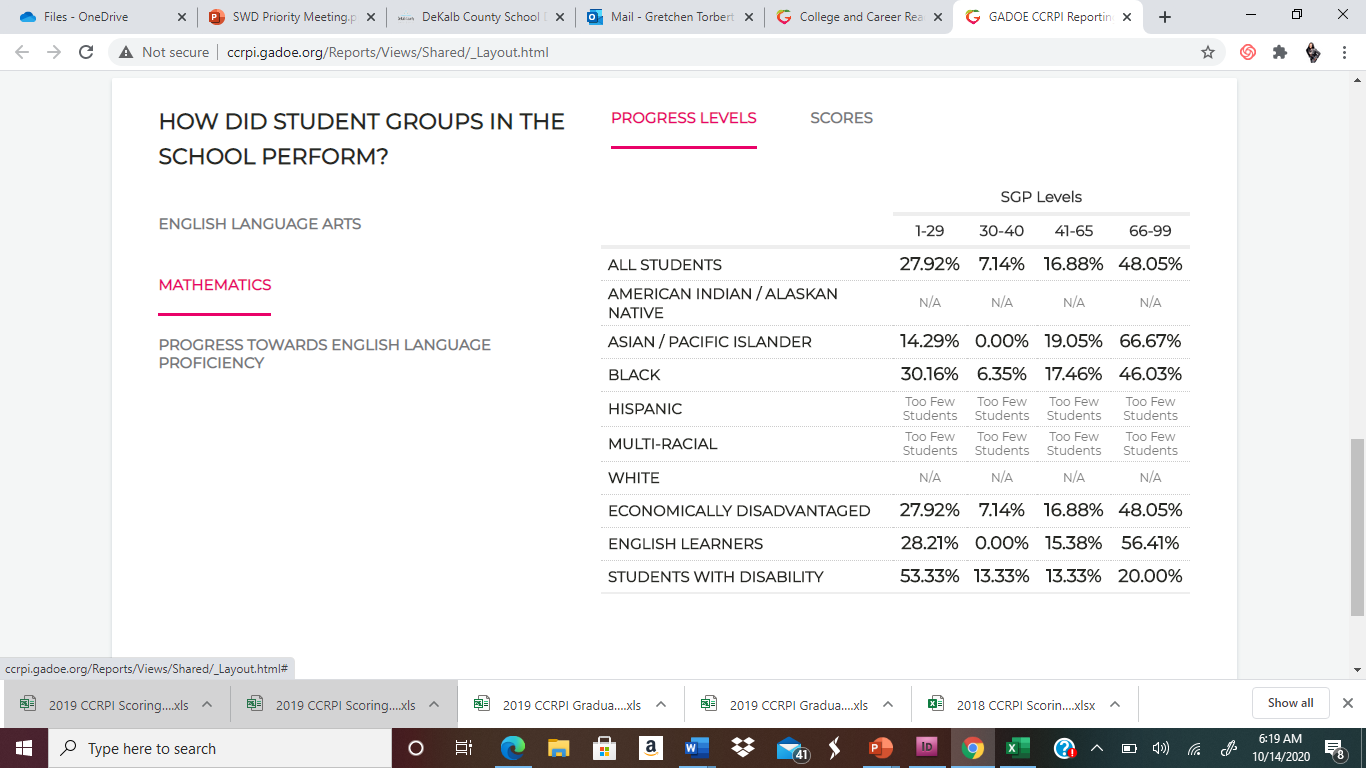 Files - OneDrive
SWD Priority Meeting.p
DeKalb County School D
Mail - Gretchen Torbert
College and Career Rea
GADOE CCRPI Reportin
Not secure
ccrpi.gadoe.org/Reports/Views/Shared/_Layout.html
HOW DID STUDENT GROUPS IN THE
SCHOOL PERFORM?
ENGLISH LANGUAGE ARTS
MATHEMATICS
PROGRESS TOWARDS ENGLISH LANGUAGE
PROFICIENCY
PROGRESS LEVELS SCORES
SGP Levels
1-29 30-40 41-65 66-99
ALL STUDENTS 27.92% 7.14% 16.88% 48.05%
AMERICAN INDIAN / ALASKAN
NATIVE N/A N/A N/A N/A
ASIAN / PACIFIC ISLANDER 14.29% 0.00% 19.05% 66.67%
BLACK 30.16% 6.35% 17.46% 46.03%
HISPANIC Too Few Students Too Few Students Too Few Students Too Few Students
MULTI-RACIAL Too Few Students Too Few Students Too Few Students Too Few Students
WHITE N/A N/A N/A N/A
ECONOMICALLY DISADVANTAGED 27.92% 7.14% 16.88% 48.05%
ENGLISH LEARNERS 28.21% 0.00% 15.38% 56.41%
STUDENTS WITH DISABILITY 53.33% 13.33% 13.33% 20.00%
ccrpi.gadoe.org/Reports/Views/Shared/_Layout.html#
2019 CCRPI Scoring....xls
2019 CCRPI Scoring....xls
2019 CCRPI Gradua....xls
2019 CCRPI Gradua....xls
2018 CCRPI Scorin....xlsx
Show all
Type here to search
41
6:19 AM
10/14/2020
8